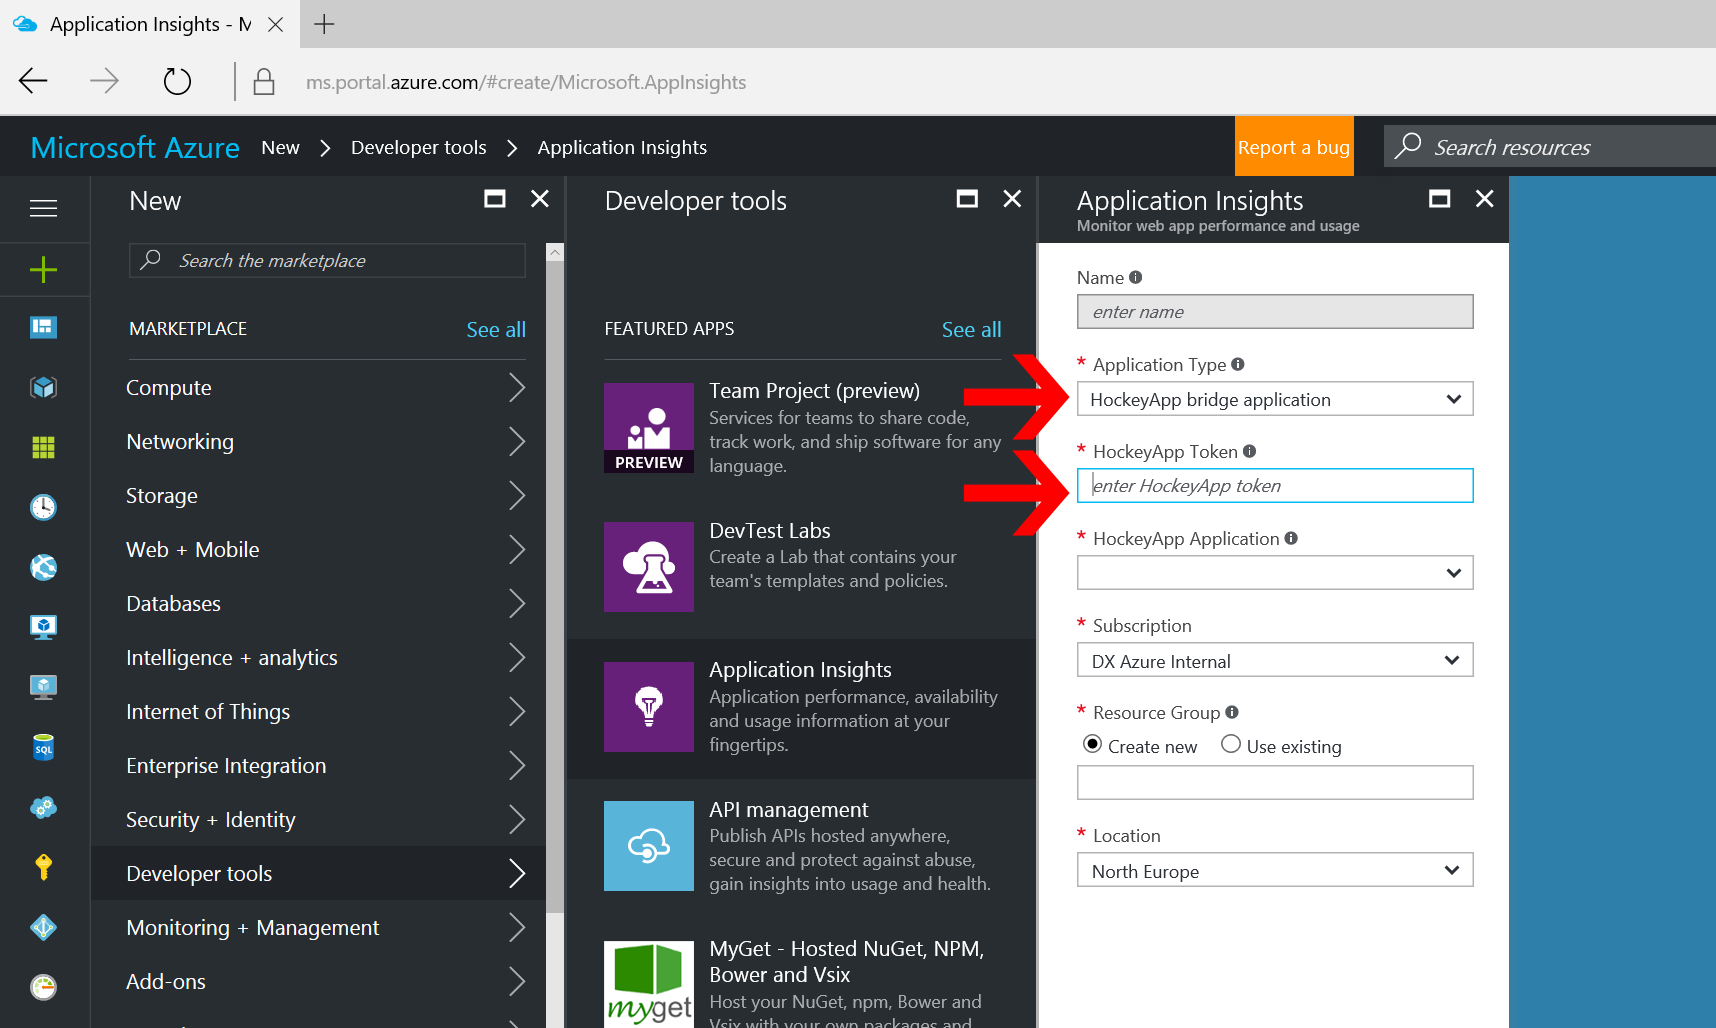 Application Insights - M
ms.portal.azure.com/#create/Microsoft.AppInsights
Microsoft Azure New Developer tools Application Insights Report a bug Search resources
New
Search the marketplace
MARKETPLACE See all
Compute
Networking
Storage
Web + Mobile
Databases
Intelligence + analytics
Internet of Things
Enterprise Integration
Security + Identity
Developer tools
Monitoring + Management
Add-ons
SQL
Developer tools
FEATURED APPS See all
PREVIEW
Team Project (preview)
Services for teams to share code,
track work, and ship software for any
language.
DevTest Labs
Create a Lab that contains your
team's templates and policies.
Application Insights
Application performance, availability
and usage information at your
fingertips.
API management
Publish APIs hosted anywhere,
secure and protect against abuse,
gain insights into usage and health.
myget
MyGet - Hosted NuGet, NPM,
Bower and Vsix
Host your NuGet, npm, Bower and
Vsix with your own packages and
Application Insights
Monitor web app performance and usage
Name
enter name
* Application Type
HockeyApp bridge application
* HockeyApp Token
enter HockeyApp token
* HockeyApp Application
* Subscription
DX Azure Internal
* Resource Group
Create new Use existing
* Location
North Europe